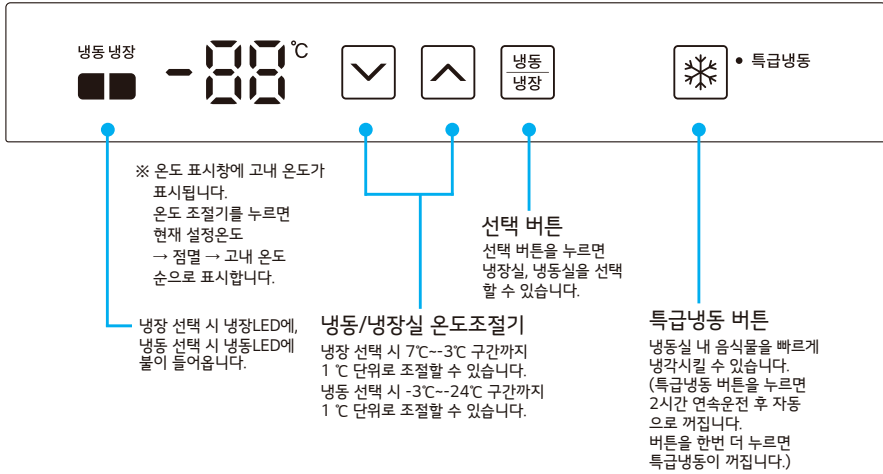 냉동 냉장
-88℃
냉동
냉장
• 특급냉동
※ 온도 표시창에 고내 온도가
표시됩니다.
온도 조절기를 누르면
현재 설정온도
→ 점멸 → 고내 온도
순으로 표시합니다.
냉장 선택 시 냉장LED에,
냉동 선택 시 냉동LED에
불이 들어옵니다.
냉동/냉장실 온도조절기
냉장 선택 시 7℃~-3℃ 구간까지
1 ℃ 단위로 조절할 수 있습니다.
냉동 선택 시 -3℃~-24℃ 구간까지
1 ℃ 단위로 조절할 수 있습니다.
선택 버튼
선택 버튼을 누르면
냉장실, 냉동실을 선택
할 수 있습니다.
특급냉동 버튼
냉동실 내 음식물을 빠르게
냉각시킬 수 있습니다.
(특급냉동 버튼을 누르면
2시간 연속운전 후 자동
으로 꺼집니다.
버튼을 한번 더 누르면
특급냉동이 꺼집니다.)